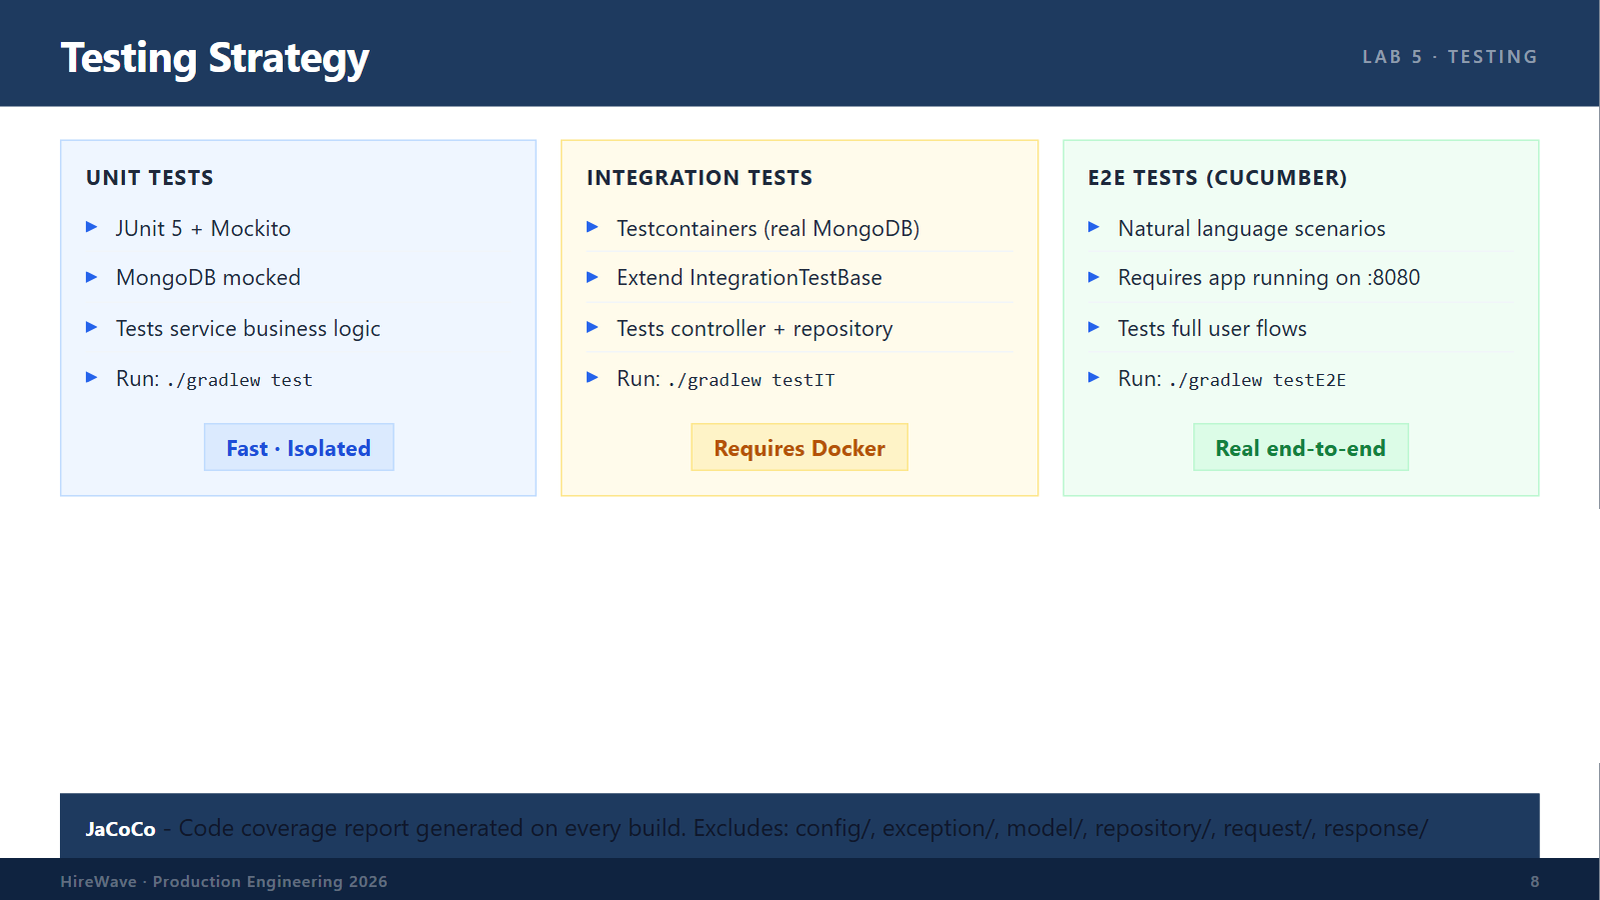 Testing Strategy
LAB 5 · TESTING
UNIT TESTS
▶ JUnit 5 + Mockito
▶ MongoDB mocked
▶ Tests service business logic
▶ Run: ./gradlew test
Fast · Isolated
INTEGRATION TESTS
▶ Testcontainers (real MongoDB)
▶ Extend IntegrationTestBase
▶ Tests controller + repository
▶ Run: ./gradlew testIT
Requires Docker
E2E TESTS (CUCUMBER)
▶ Natural language scenarios
▶ Requires app running on :8080
▶ Tests full user flows
▶ Run: ./gradlew testE2E
Real end-to-end
JaCoCo - Code coverage report generated on every build. Excludes: config/, exception/, model/, repository/, request/, response/
HireWave · Production Engineering 2026
8